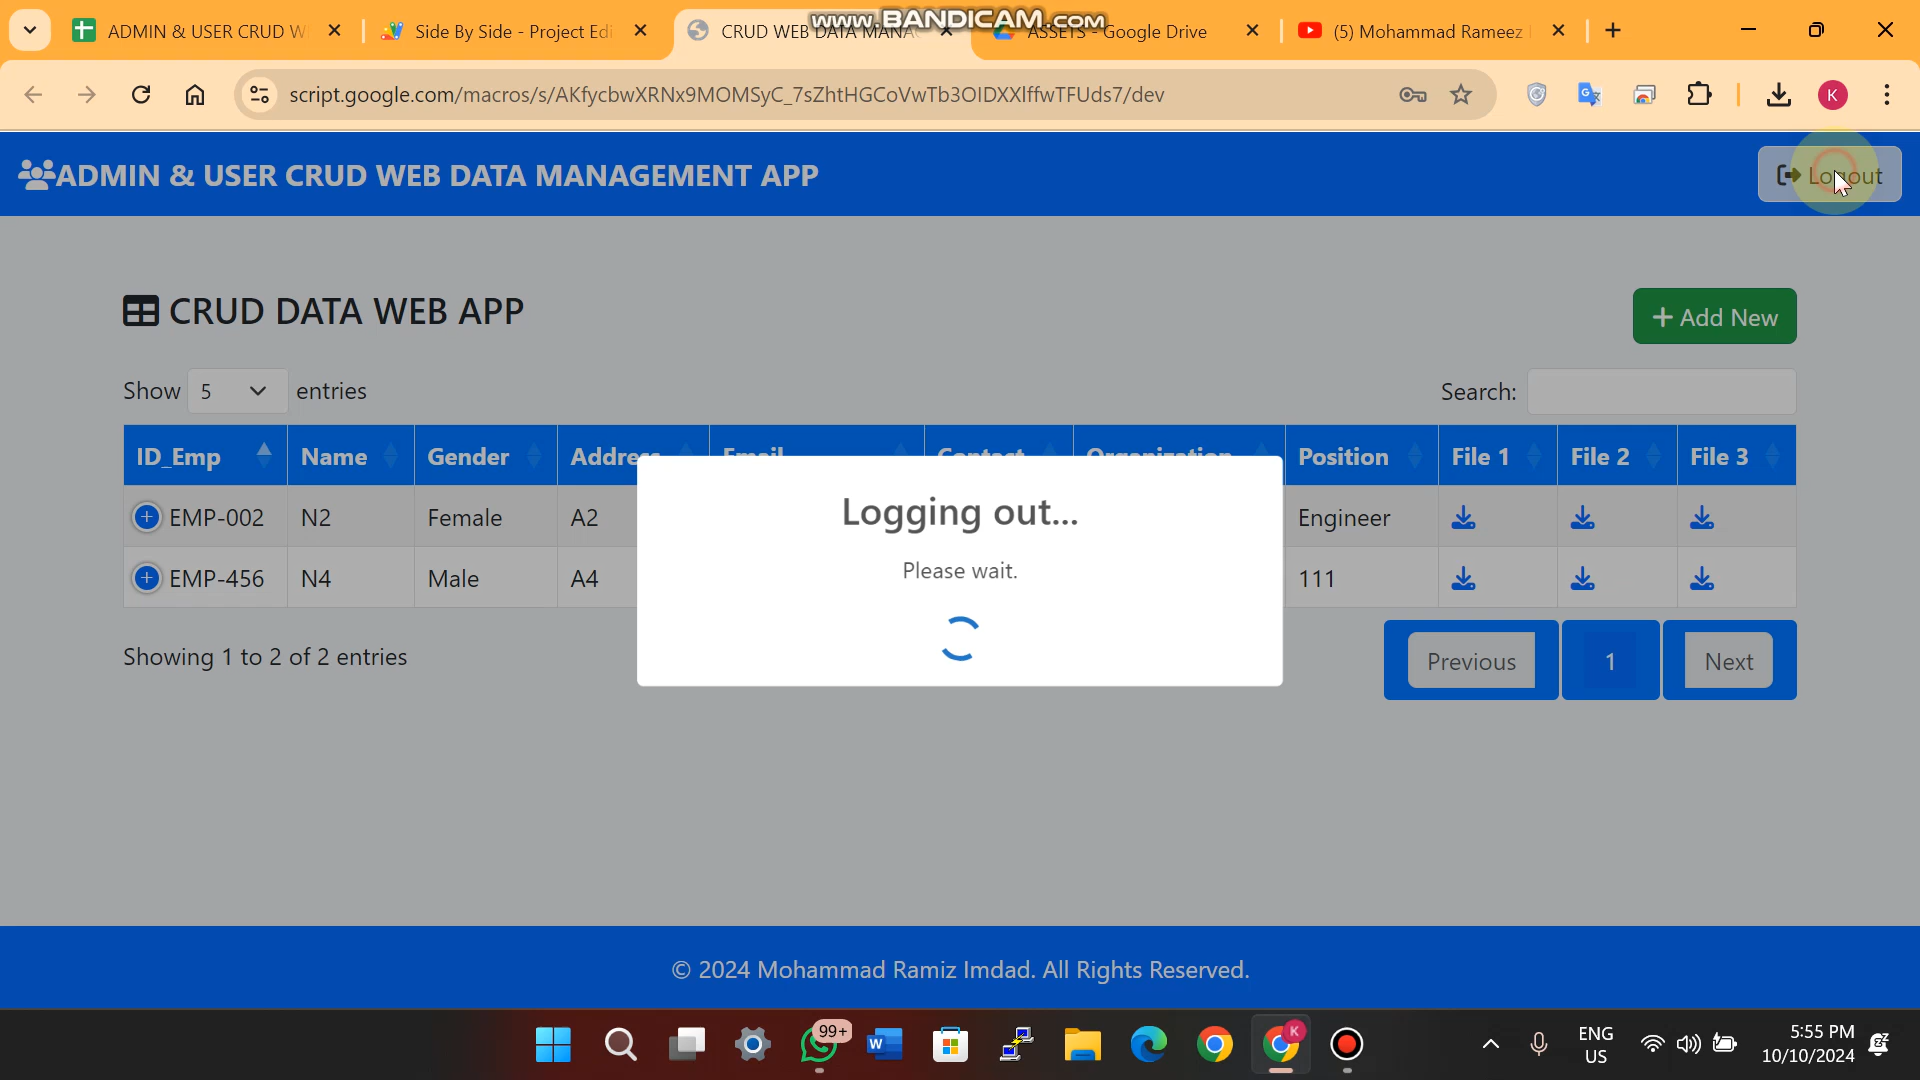 www.BANDICAM.com
ADMIN & USER CRUD W
Side By Side - Project Edi
CRUD WEB DATA MANA
ASSETS - Google Drive
(5) Mohammad Rameez
script.google.com/macros/s/AKfycbwXRNx9MOMSyC_7sZhtHGCoVwTb3OIDXXlffwTFUds7/dev
K
ADMIN & USER CRUD WEB DATA MANAGEMENT APP
Logout
CRUD DATA WEB APP
Add New
Show 5 entries
Search:
ID_Emp Name Gender Address Email Contact Organization Position File 1 File 2 File 3
EMP-002 N2 Female A2 Engineer
EMP-456 N4 Male A4 111
Logging out...
Please wait.
Showing 1 to 2 of 2 entries
Previous 1 Next
© 2024 Mohammad Ramiz Imdad. All Rights Reserved.
99+
W
K
ENG
US
5:55 PM
10/10/2024